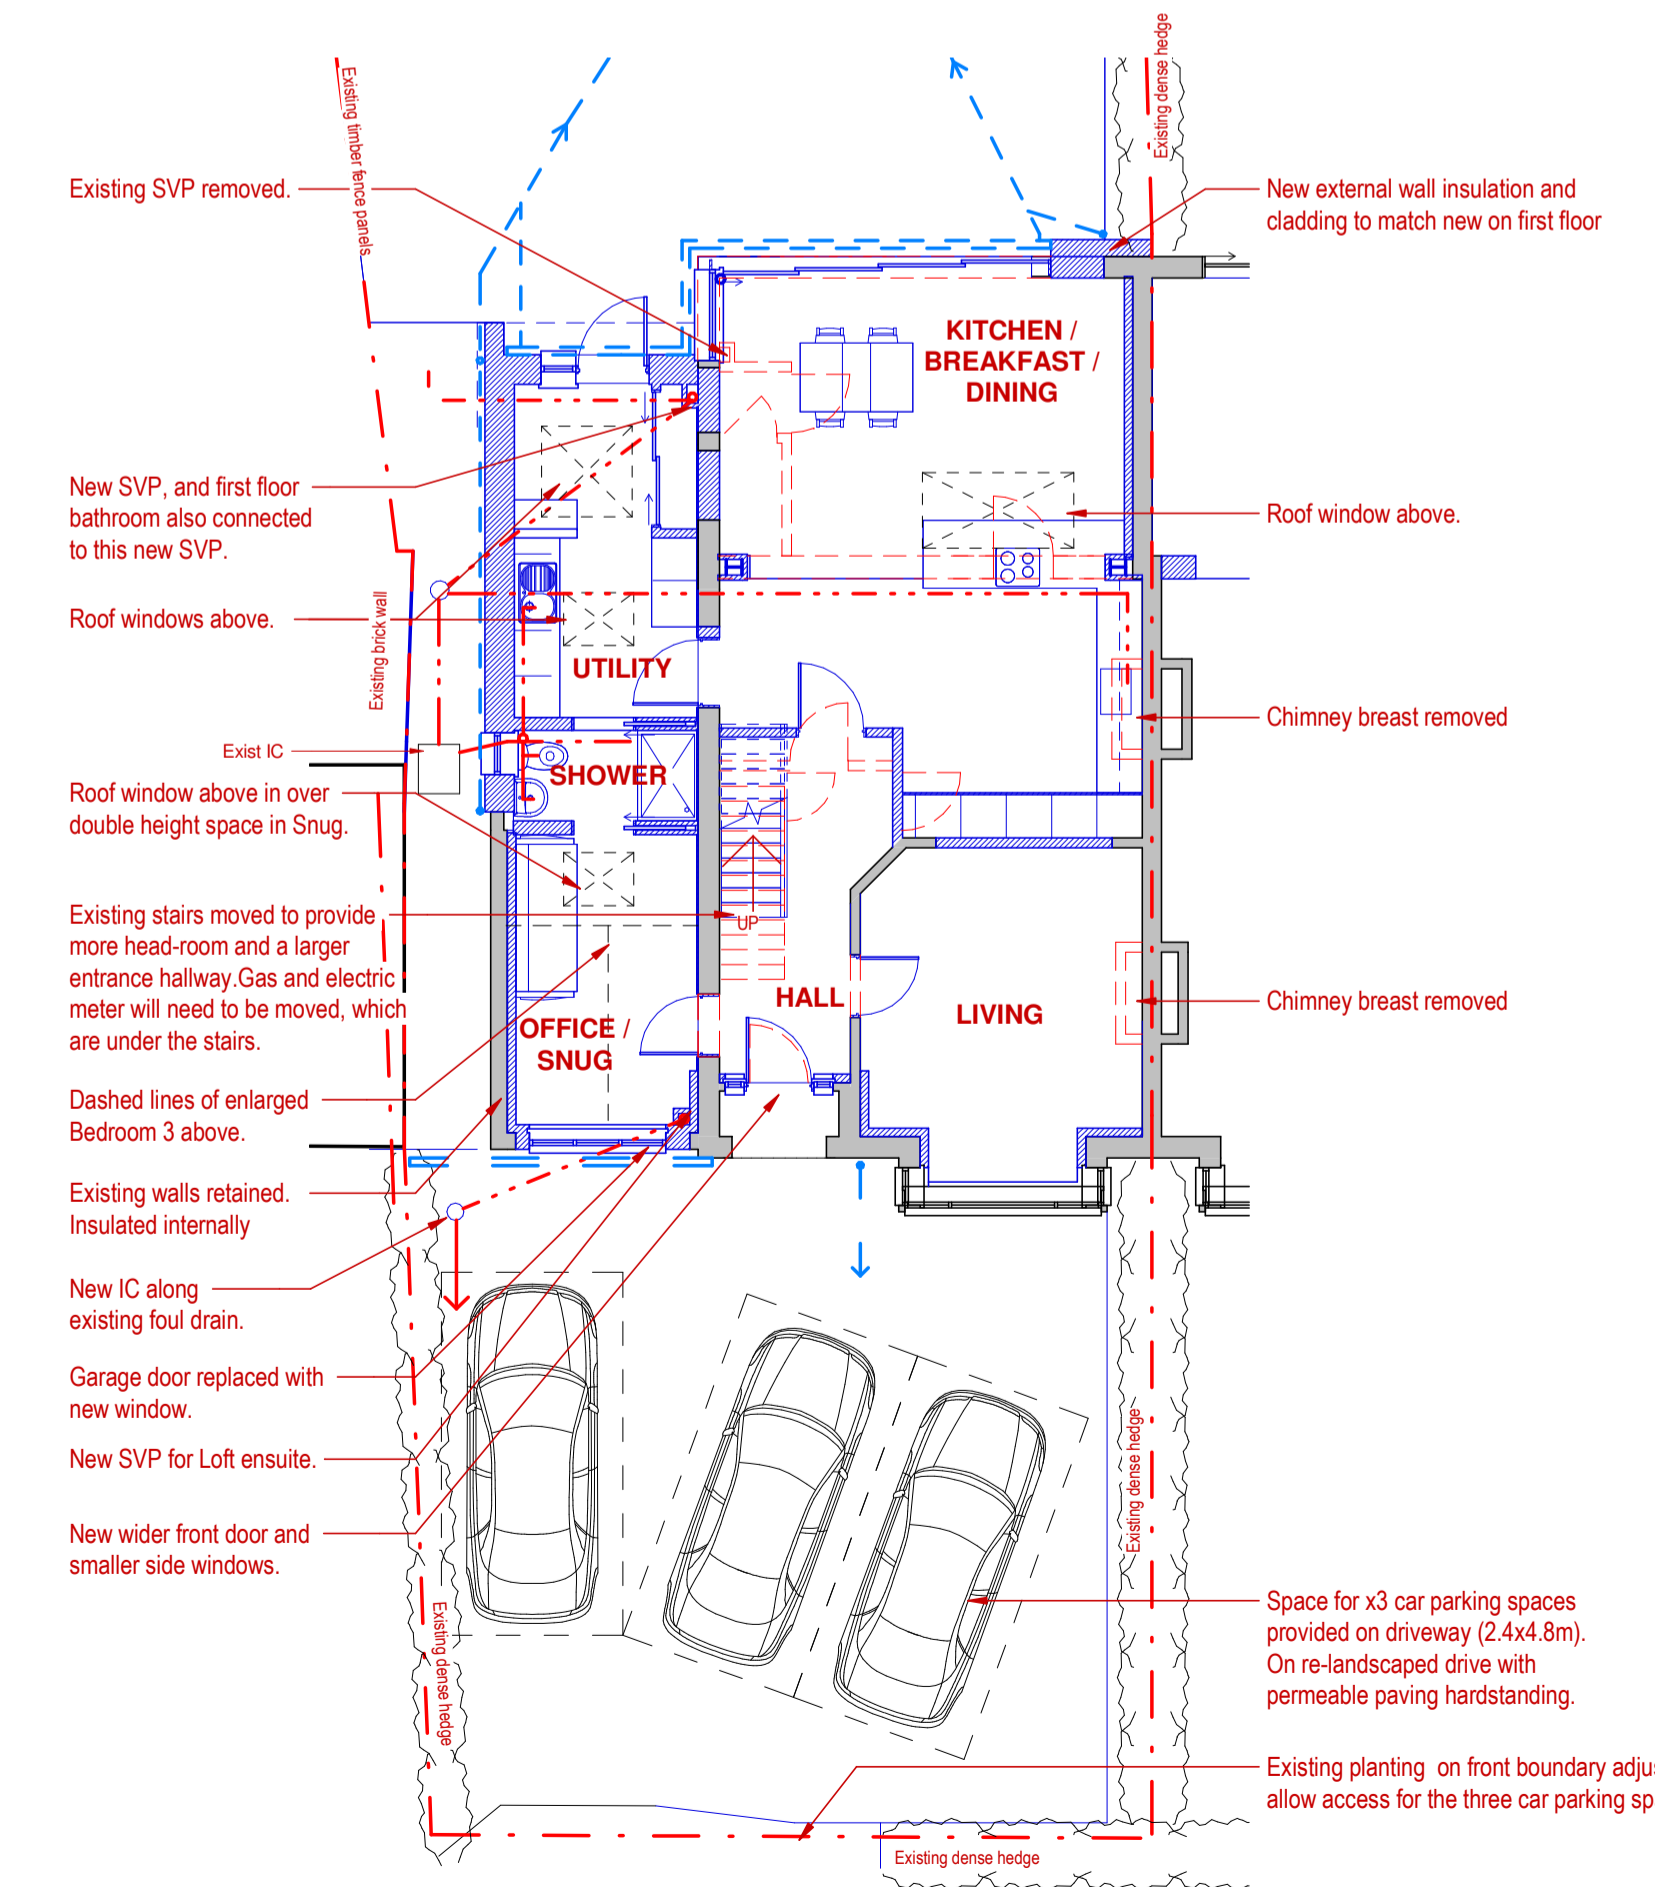 Existing timber fence panels
Existing dense hedge
Existing SVP removed.
New external wall insulation and
cladding to match new on first floor
KITCHEN /
BREAKFAST /
DINING
New SVP, and first floor
bathroom also connected
to this new SVP.
Roof window above.
Roof windows above.
Existing brick wall
UTILITY
Chimney breast removed
Exist IC
SHOWER
Roof window above in over
double height space in Snug.
Existing stairs moved to provide
more head-room and a larger
entrance hallway.Gas and electric
meter will need to be moved, which
are under the stairs.
UP
HALL
LIVING
Chimney breast removed
OFFICE /
SNUG
Dashed lines of enlarged
Bedroom 3 above.
Existing walls retained.
Insulated internally
New IC along
existing foul drain.
Garage door replaced with
new window.
New SVP for Loft ensuite.
New wider front door and
smaller side windows.
Existing dense hedge
Existing dense hedge
Space for x3 car parking spaces
provided on driveway (2.4x4.8m).
On re-landscaped drive with
permeable paving hardstanding.
Existing planting on front boundary
allow access for the three car parking
Existing dense hedge